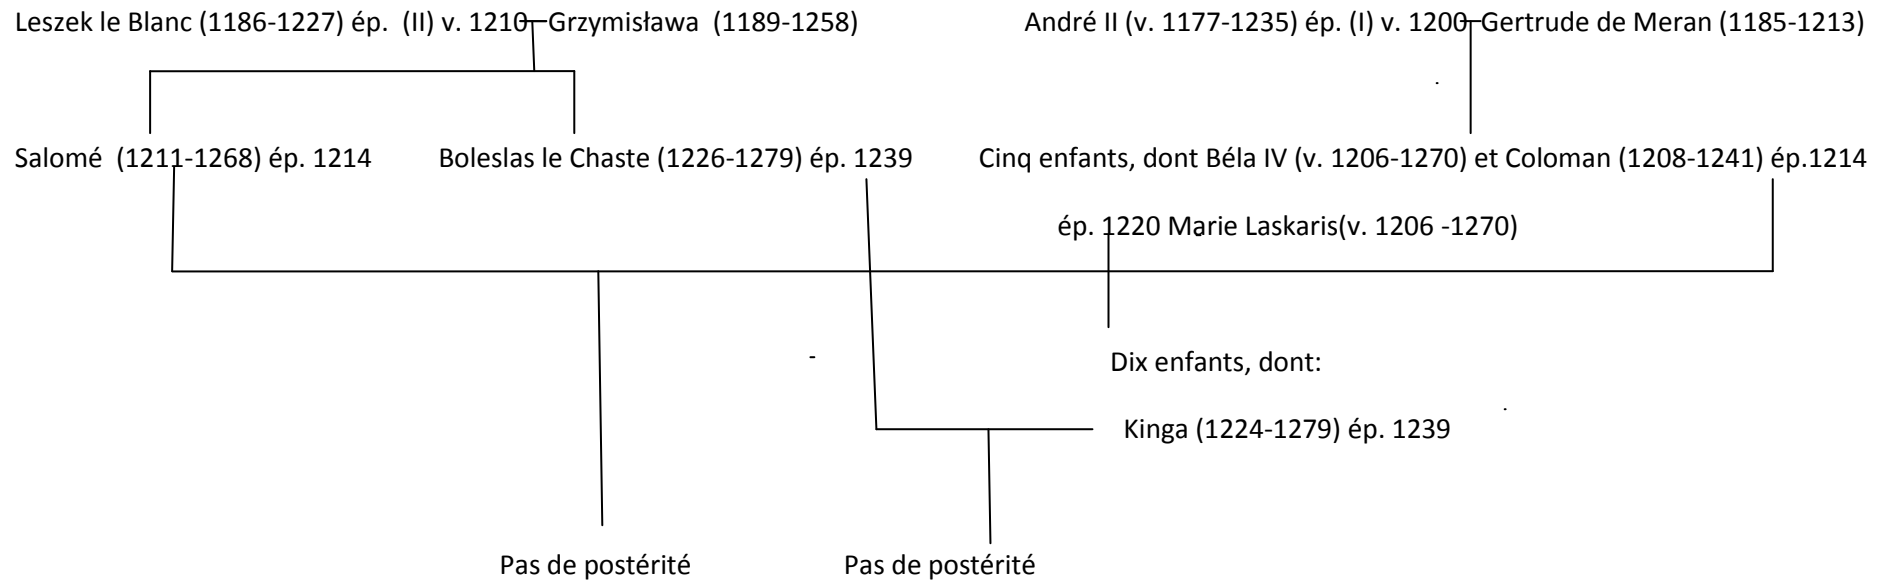 Leszek le Blanc (1186-1227) ép.  (II) v. 1210 Grzymisława  (1189-1258)
André II (v. 1177-1235) ép. (I) v. 1200 Gertrude de Meran (1185-1213)
Salomé  (1211-1268) ép. 1214
Boleslas le Chaste (1226-1279) ép. 1239
Cinq enfants, dont Béla IV (v. 1206-1270) et Coloman (1208-1241) ép.1214
ép. 1220 Marie Laskaris(v. 1206 -1270)
Dix enfants, dont:
Kinga (1224-1279) ép. 1239
Pas de postérité
Pas de postérité